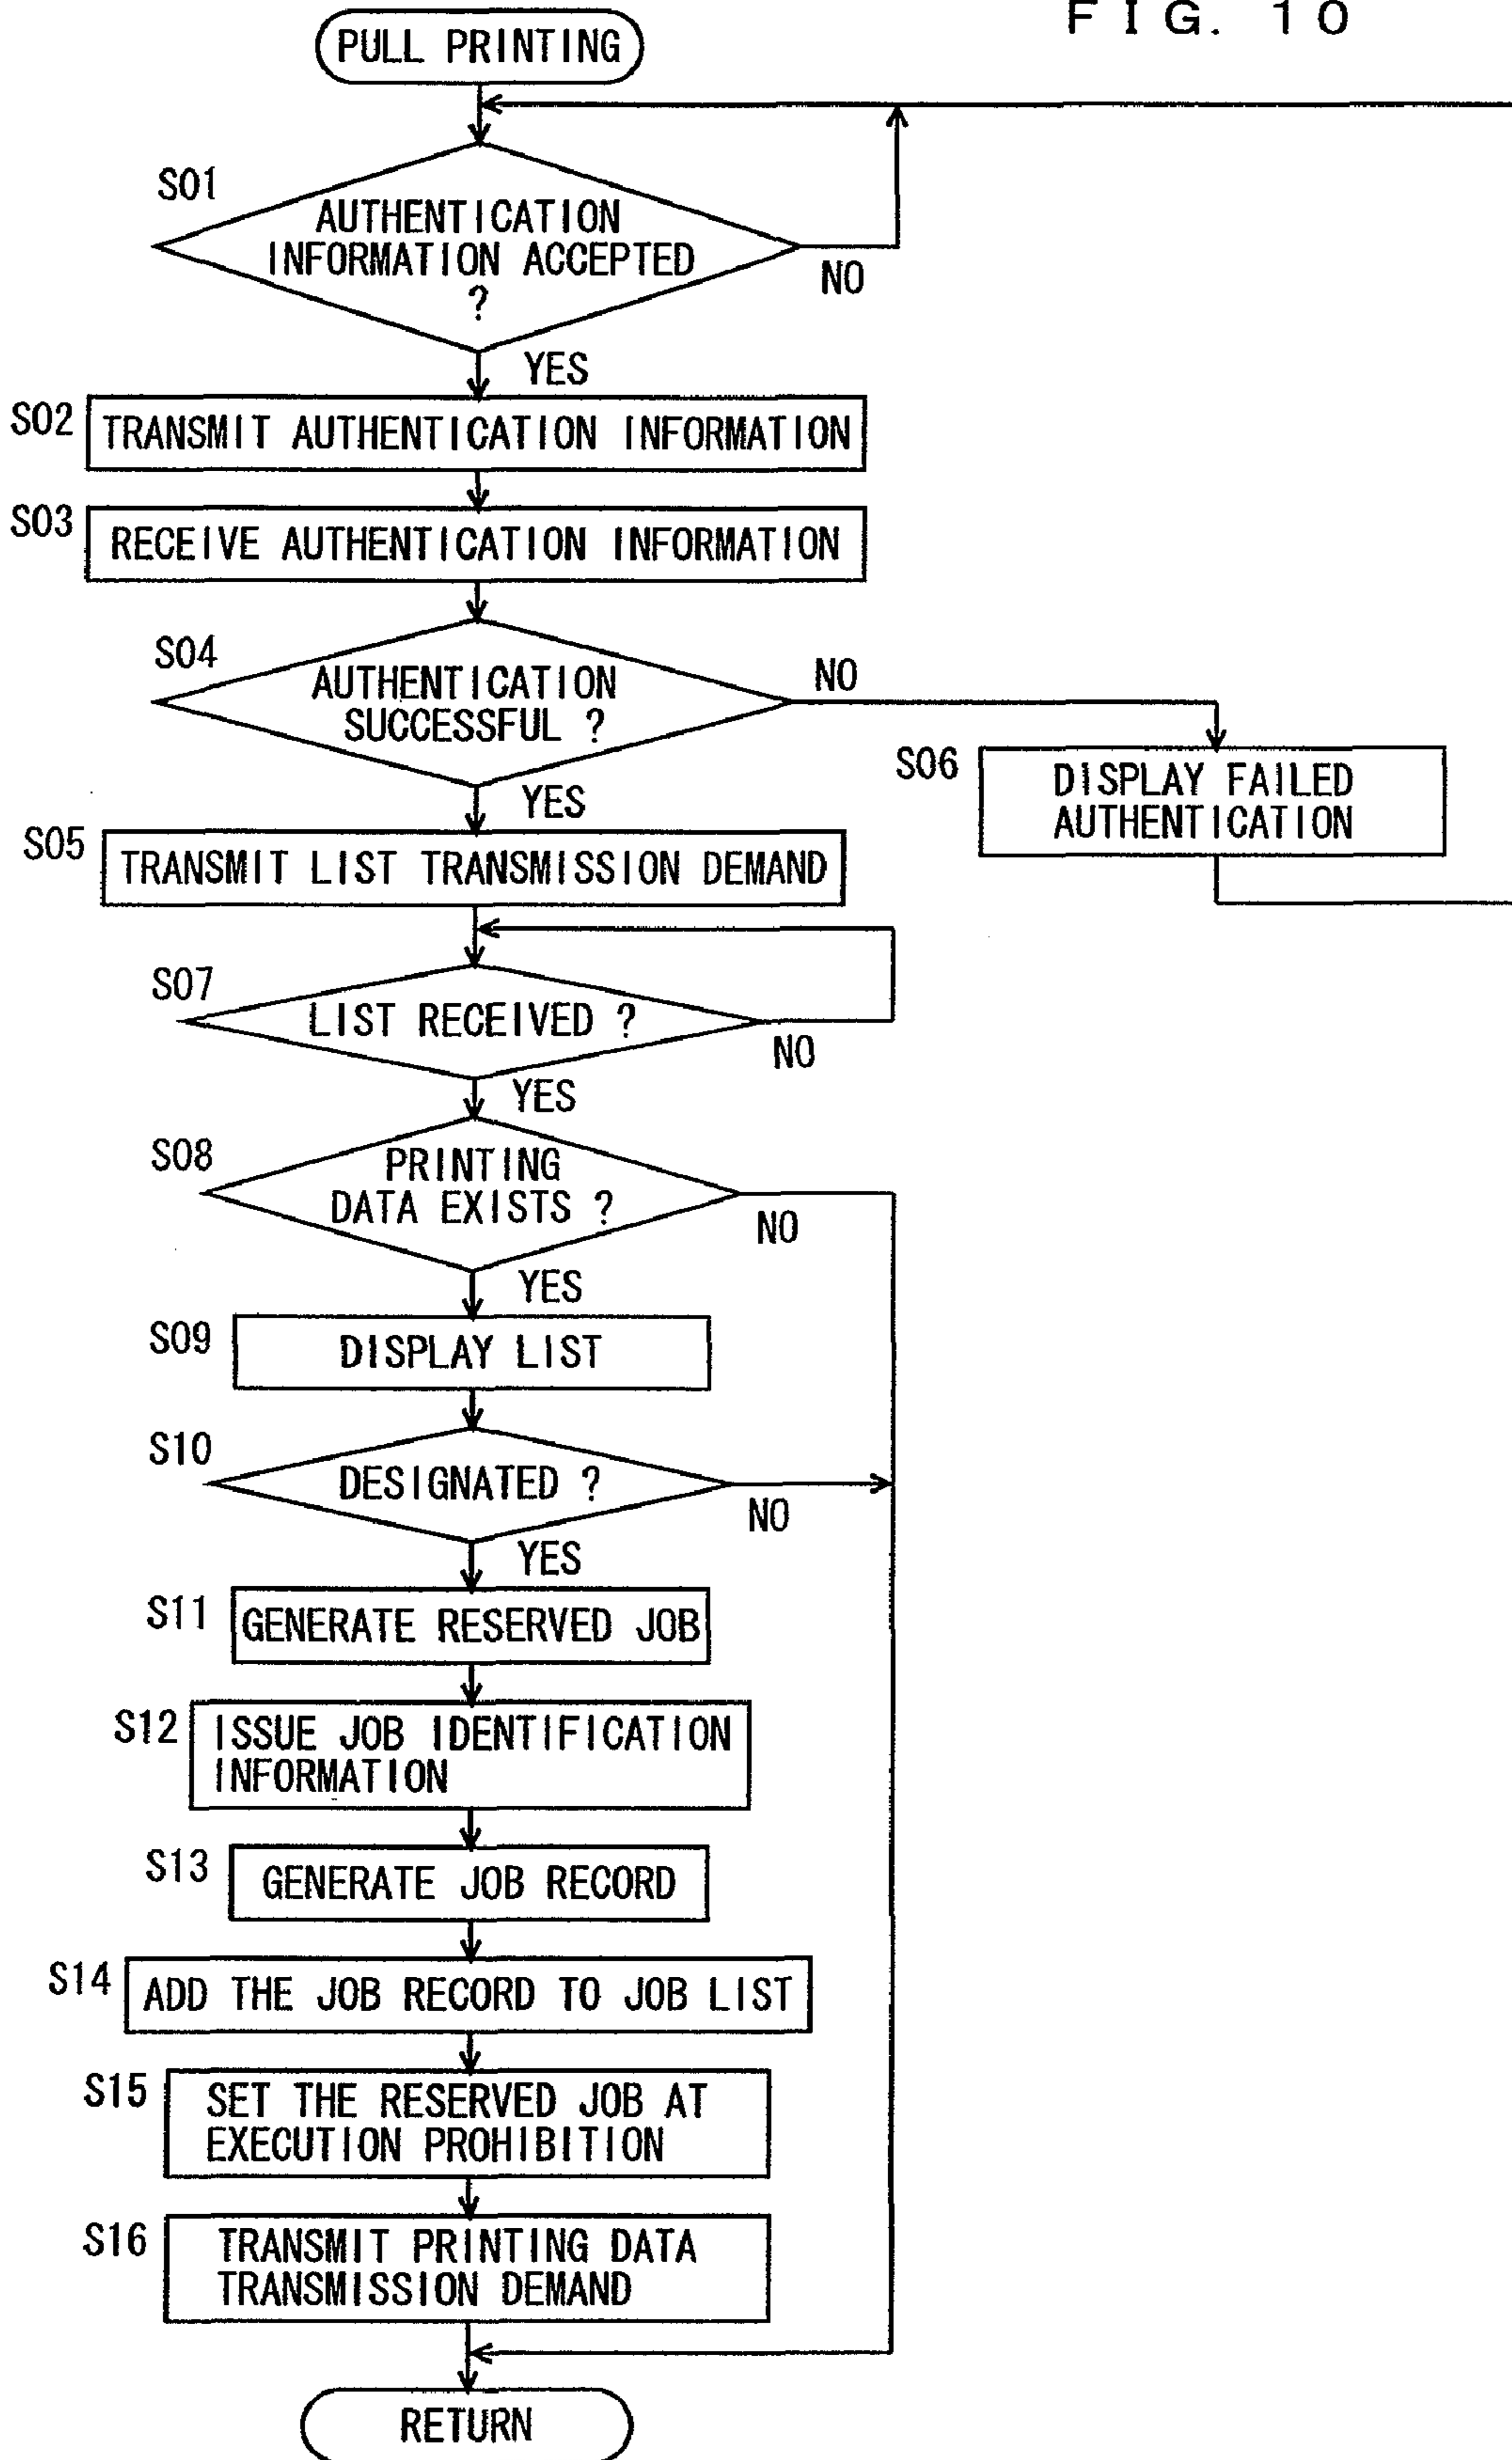 FIG. 10
PULL PRINTING
S01
AUTHENTICATION
INFORMATION ACCEPTED
?
NO
YES
S02
TRANSMIT AUTHENTICATION INFORMATION
S03
RECEIVE AUTHENTICATION INFORMATION
S04
AUTHENTICATION
SUCCESSFUL ?
NO
YES
S06
DISPLAY FAILED
AUTHENTICATION
S05
TRANSMIT LIST TRANSMISSION DEMAND
S07
LIST RECEIVED ?
NO
YES
S08
PRINTING
DATA EXISTS ?
NO
YES
S09
DISPLAY LIST
S10
DESIGNATED ?
NO
YES
S11
GENERATE RESERVED JOB
S12
ISSUE JOB IDENTIFICATION
INFORMATION
S13
GENERATE JOB RECORD
S14
ADD THE JOB RECORD TO JOB LIST
S15
SET THE RESERVED JOB AT
EXECUTION PROHIBITION
S16
TRANSMIT PRINTING DATA
TRANSMISSION DEMAND
RETURN